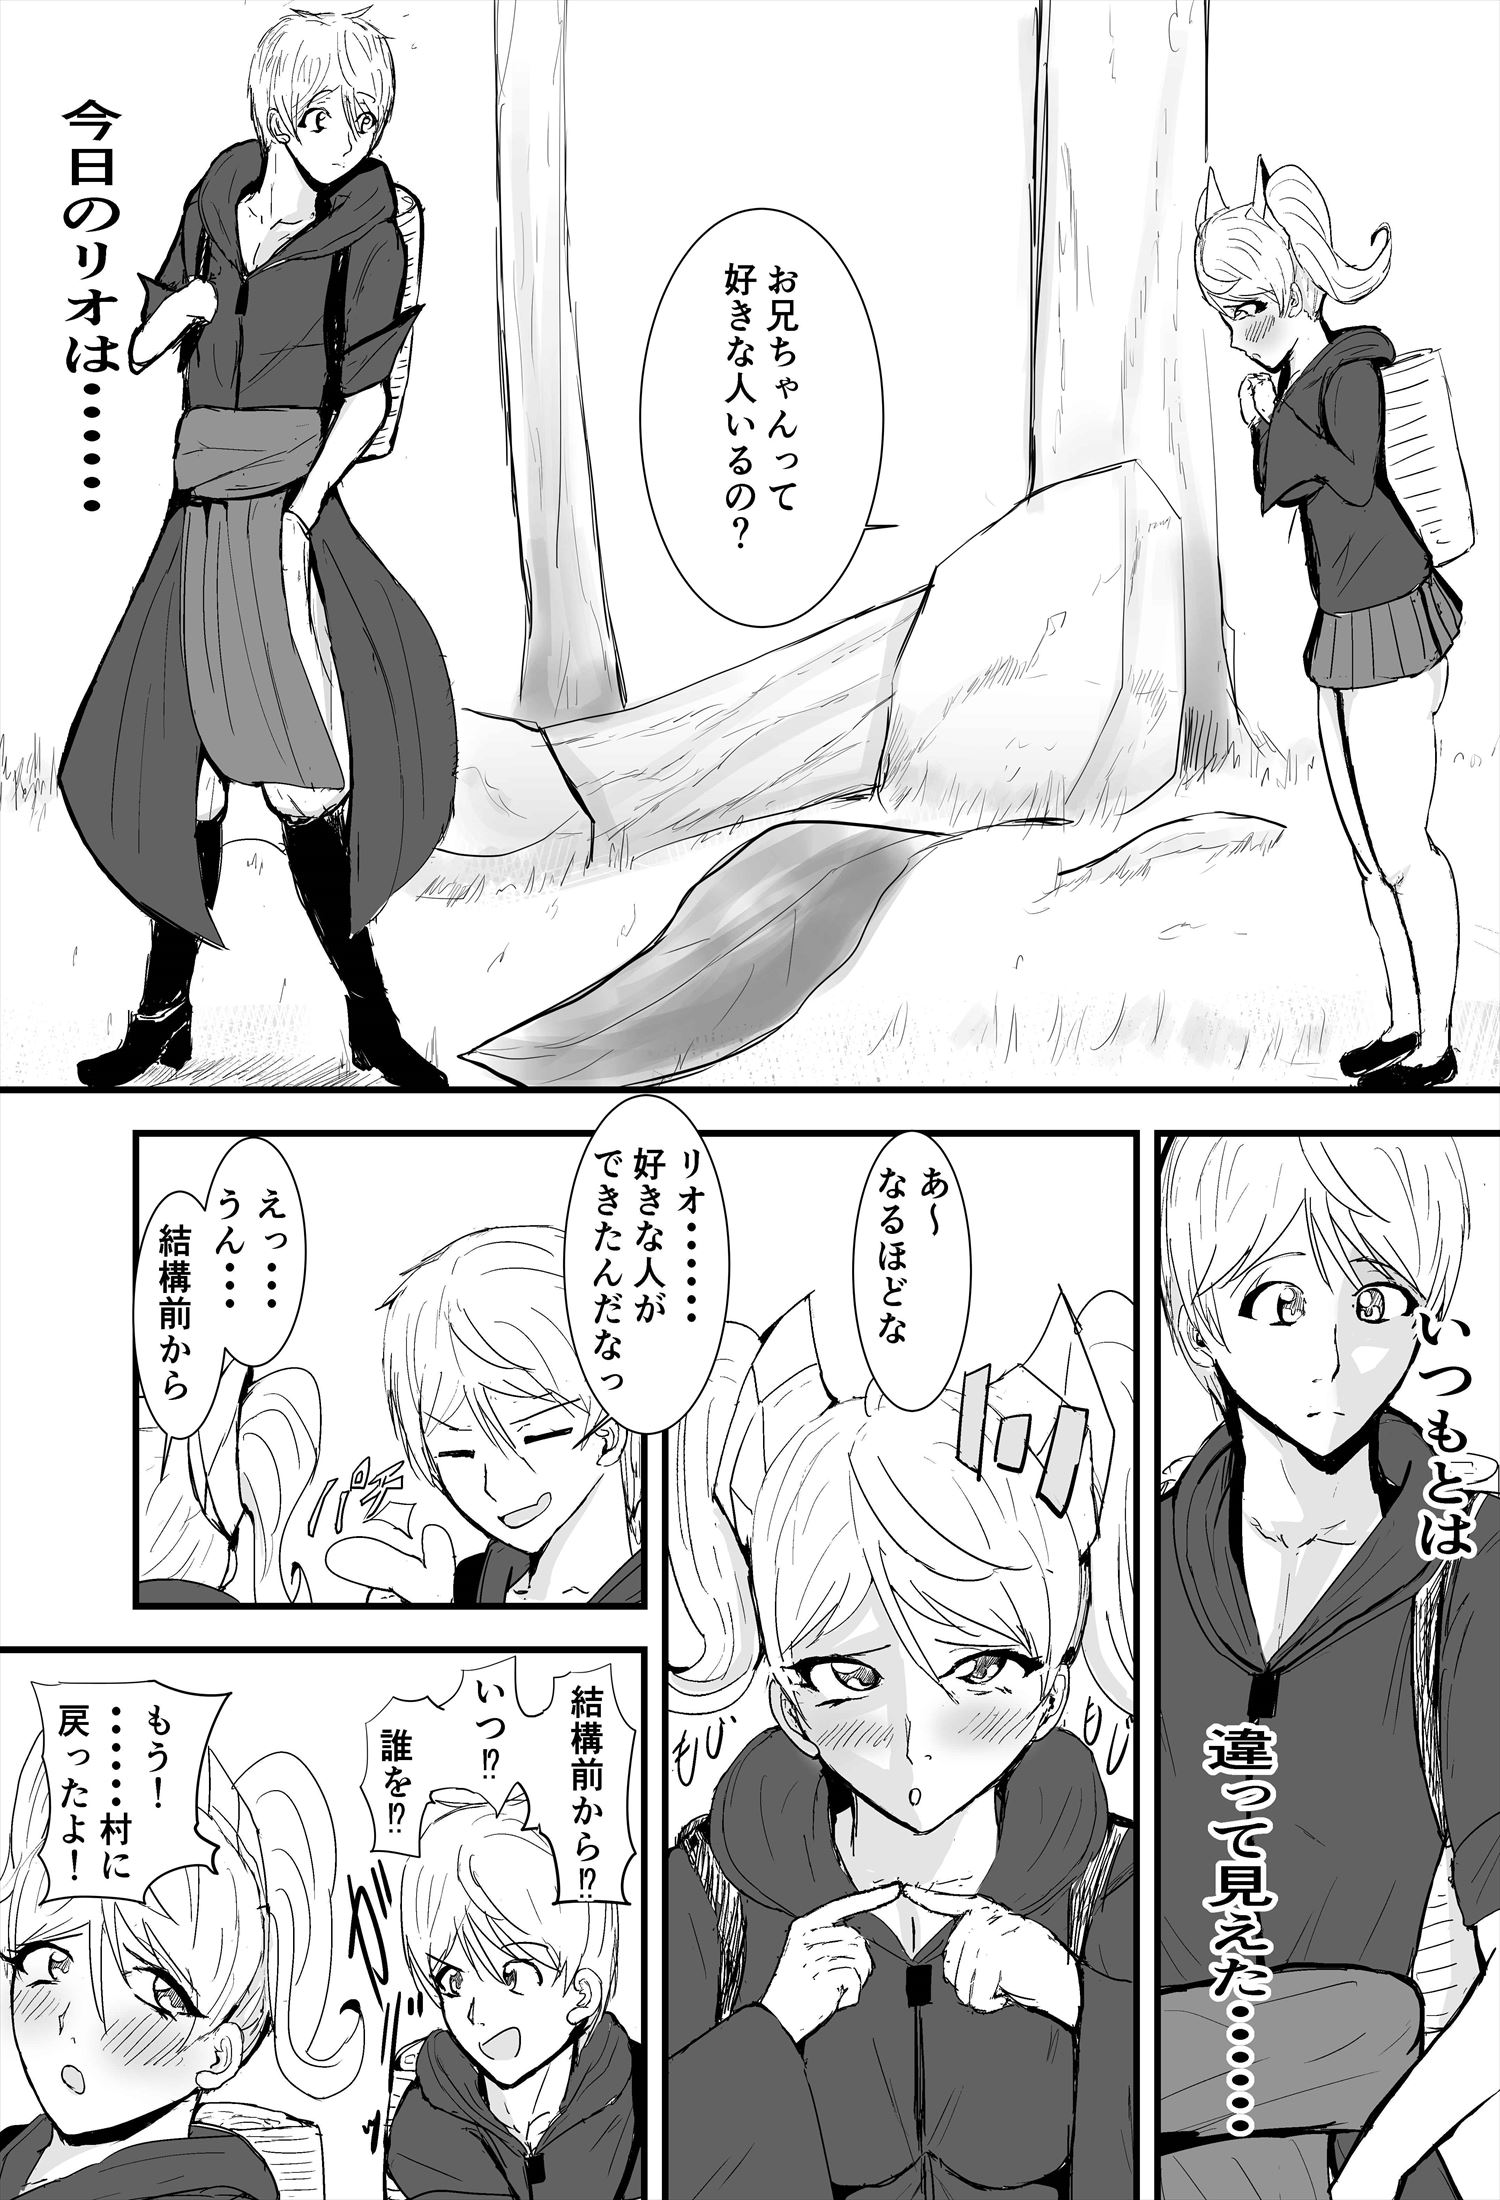 お兄ちゃんって
好きな人いるの？
今日のリオは‥‥‥
いつもとは
違って見えた‥‥‥
あ～
なるほどな
ハハハ
もじ
もじ
リオ‥‥‥
好きな人が
できたんだなっ
パチ
えっ‥‥
うん‥‥
結構前から
結構前から!?
いつ!?
誰を!?
もう！
‥‥‥村に
戻ったよ！